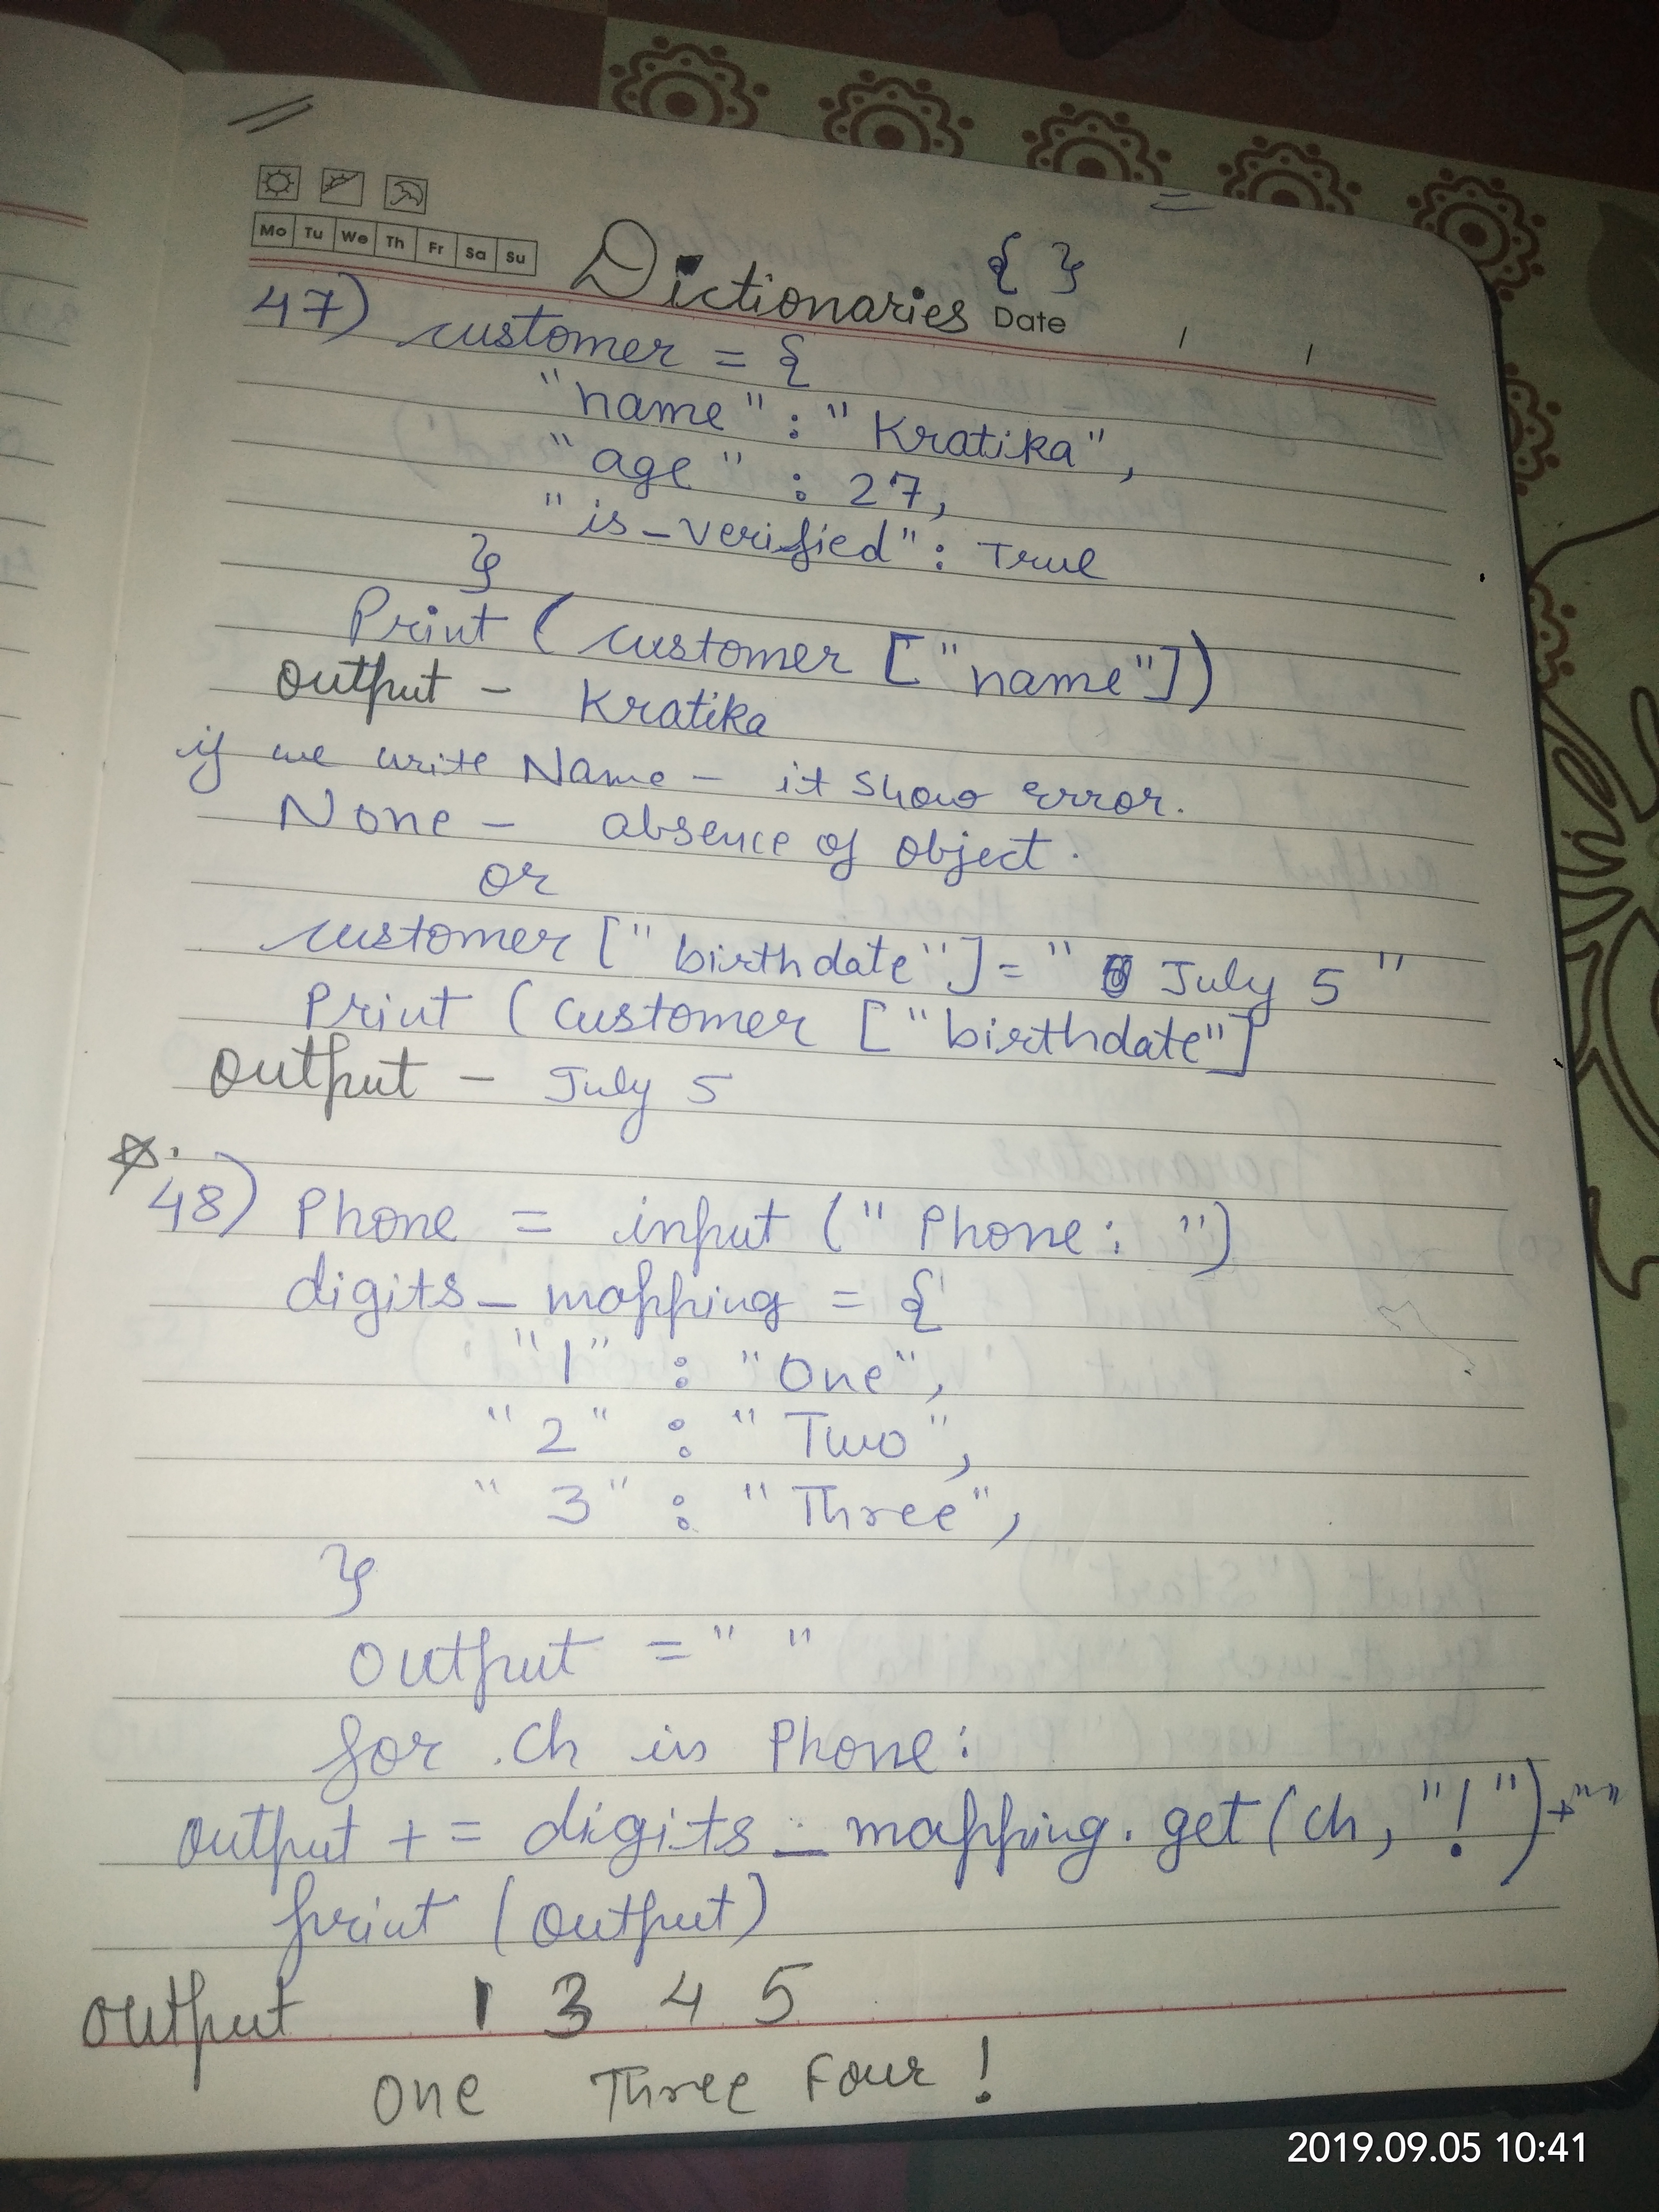 Mo Tu We Th Fr Sa Su
Dictionaries { }
Date / /
47) customer = {
"name" : "Kratika",
"age" : 27,
"is_verified" : True
}
Print (customer ["name"])
Output - Kratika
if we write Name - it show error.
None - absence of object.
or
customer ["birthdate"] = " July 5 "
Print (customer ["birthdate"]
Output - July 5
48) Phone = input (" Phone: ")
digits_mapping = {
"1" : "One",
"2" : "Two",
"3" : "Three",
}
output = " "
for ch in Phone:
output += digits_mapping.get(ch, "!") + " "
print (output)
output 1 3 4 5
One Three Four !
2019.09.05 10:41